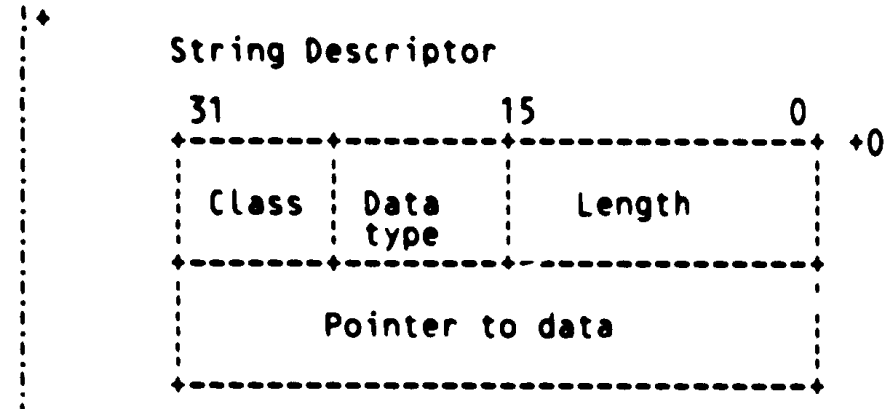 String Descriptor
31 15 0
+0
Class Data Length
type
Pointer to data